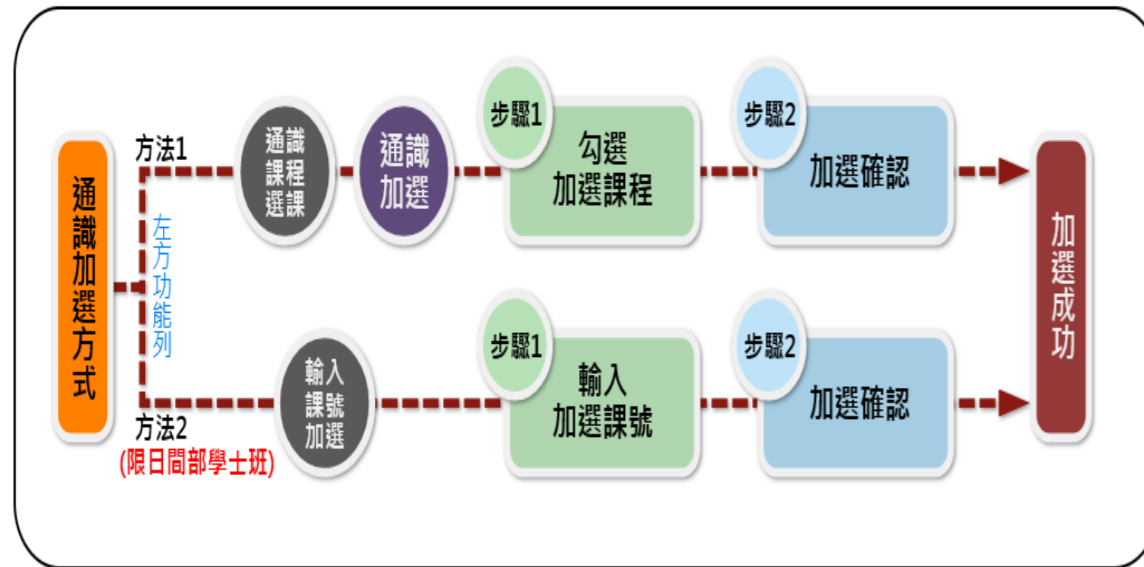 通識加選方式
左方功能列
方法1
通識
課程
選課
通識
加選
步驟1
勾選
加選課程
步驟2
加選確認
方法2
(限日間部學士班)
輸入
課號
加選
步驟1
輸入
加選課號
步驟2
加選確認
加選成功